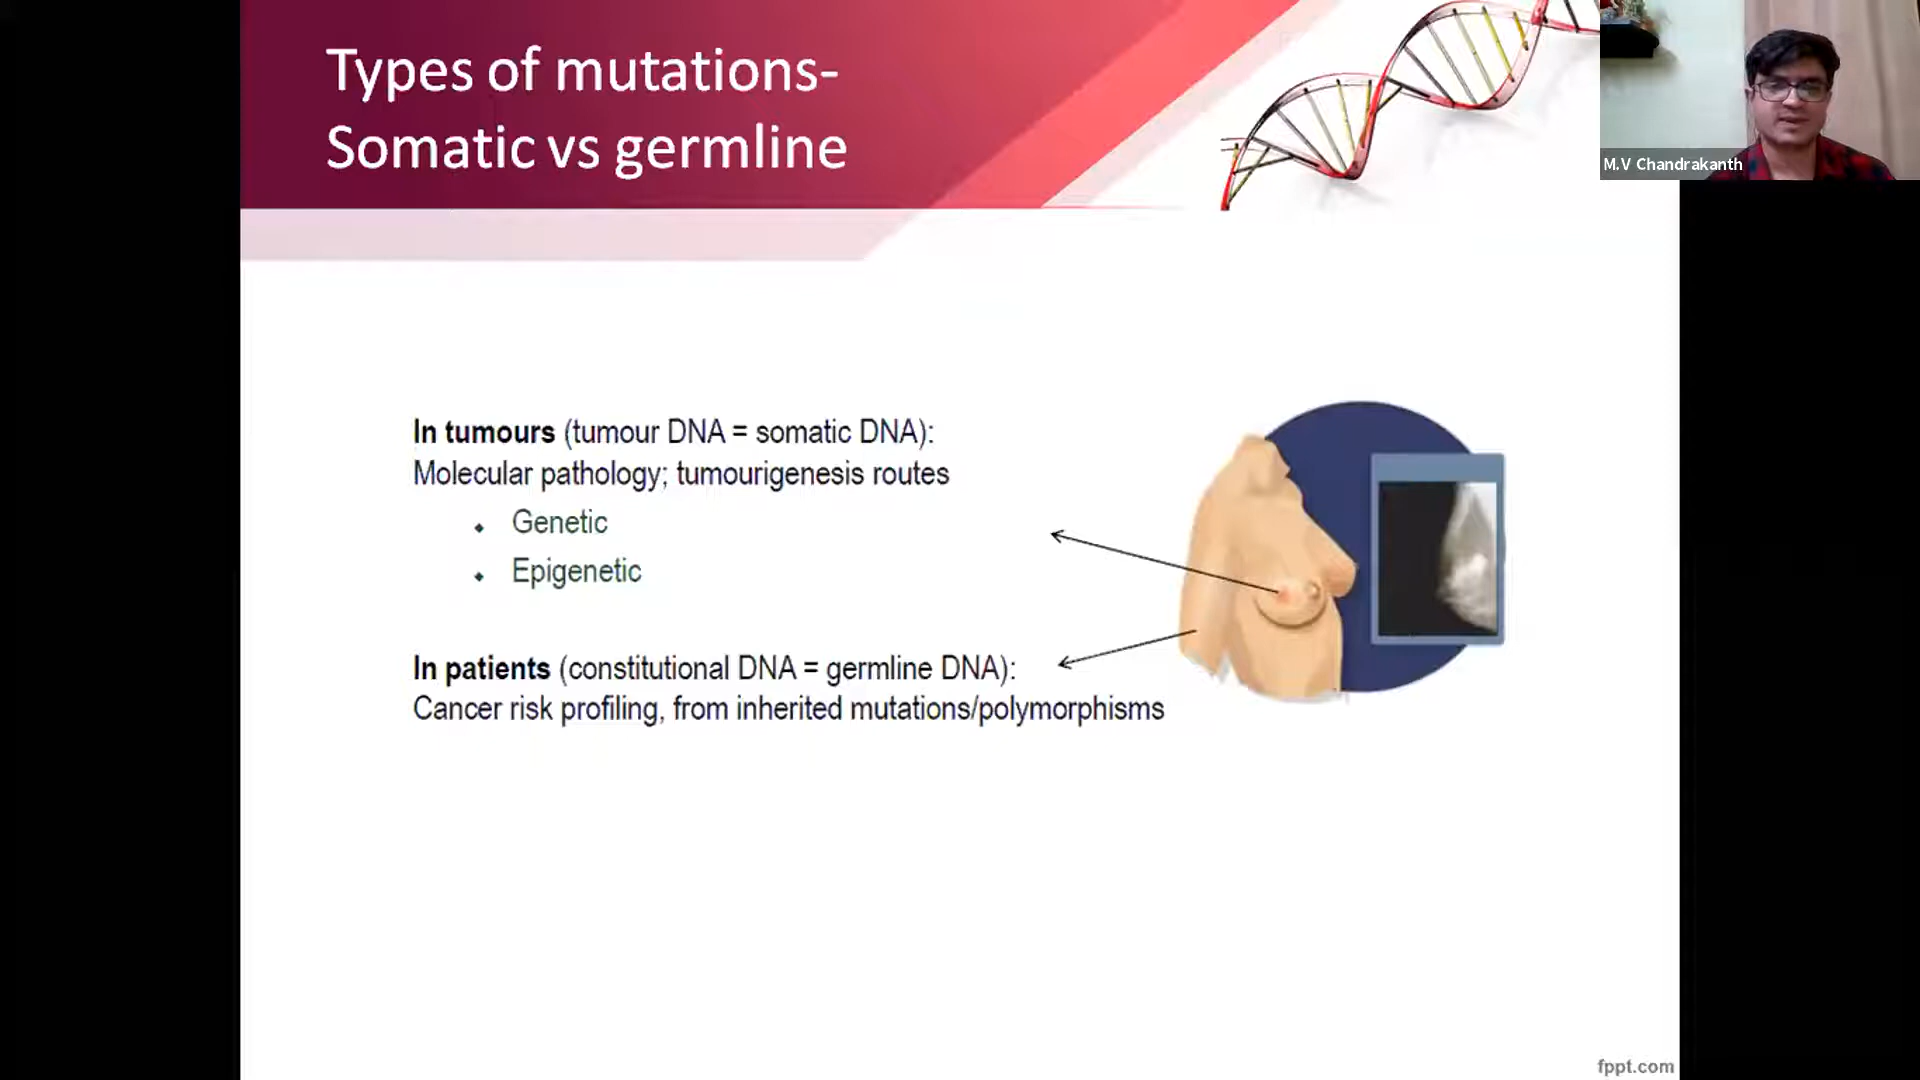 Types of mutations-
Somatic vs germline
M.V Chandrakanth
In tumours (tumour DNA = somatic DNA):
Molecular pathology; tumourigenesis routes
Genetic
Epigenetic
In patients (constitutional DNA = germline DNA):
Cancer risk profiling, from inherited mutations/polymorphisms
fppt.com